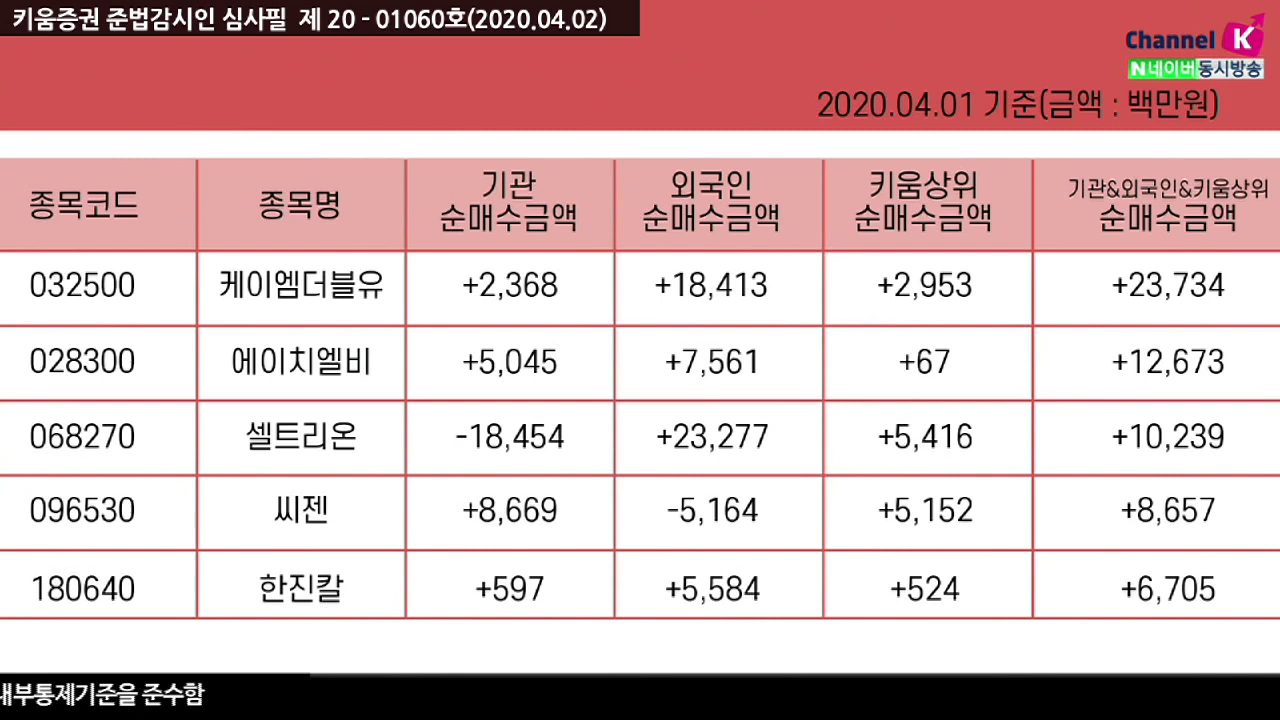 키움증권 준법감시인 심사필 제 20 - 01060호(2020.04.02)
Channel K
N 네이버 동시방송
2020.04.01 기준(금액 : 백만원)
종목코드 종목명 기관 순매수금액 외국인 순매수금액 키움상위 순매수금액 기관&외국인&키움상위 순매수금액
032500 케이엠더블유 +2,368 +18,413 +2,953 +23,734
028300 에이치엘비 +5,045 +7,561 +67 +12,673
068270 셀트리온 -18,454 +23,277 +5,416 +10,239
096530 씨젠 +8,669 -5,164 +5,152 +8,657
180640 한진칼 +597 +5,584 +524 +6,705
내부통제기준을 준수함